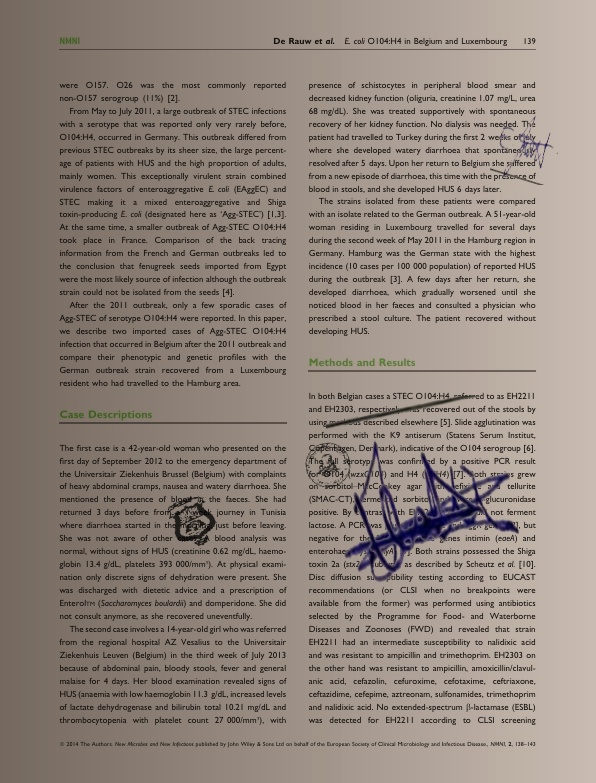 NMNI
De Rauw et al. E. coli O104:H4 in Belgium and Luxembourg 139
were O157. O26 was the most commonly reported
non-O157 serogroup (11%) [2].
From May to July 2011, a large outbreak of STEC infections
with a serotype that was reported only very rarely before,
O104:H4, occurred in Germany. This outbreak differed from
previous STEC outbreaks by its sheer size, the large percent-
age of patients with HUS and the high proportion of adults,
mainly women. This exceptionally virulent strain combined
virulence factors of enteroaggregative E. coli (EAggEC) and
STEC making it a mixed enteroaggregative and Shiga
toxin-producing E. coli (designated here as ‘Agg-STEC’) [1,3].
At the same time, a smaller outbreak of Agg-STEC O104:H4
took place in France. Comparison of the back tracing
information from the French and German outbreaks led to
the conclusion that fenugreek seeds imported from Egypt
were the most likely source of infection although the outbreak
strain could not be isolated from the seeds [4].
After the 2011 outbreak, only a few sporadic cases of
Agg-STEC of serotype O104:H4 were reported. In this paper,
we describe two imported cases of Agg-STEC O104:H4
infection that occurred in Belgium after the 2011 outbreak and
compare their phenotypic and genetic profiles with the
German outbreak strain recovered from a Luxembourg
resident who had travelled to the Hamburg area.
Case Descriptions
The first case is a 42-year-old woman who presented on the
first day of September 2012 to the emergency department of
the Universitair Ziekenhuis Brussel (Belgium) with complaints
of heavy abdominal cramps, nausea and watery diarrhoea. She
mentioned the presence of blood in the faeces. She had
returned 3 days before from journey in Tunisia
where diarrhoea started in the just before leaving.
She was not aware of other blood analysis was
normal, without signs of HUS (creatinine 0.62 mg/dL, haemo-
globin 13.4 g/dL, platelets 393 000/mm³). At physical exami-
nation only discrete signs of dehydration were present. She
was discharged with dietetic advice and a prescription of
Enterol™ (Saccharomyces boulardii) and domperidone. She did
not consult anymore, as she recovered uneventfully.
The second case involves a 14-year-old girl who was referred
from the regional hospital AZ Vesalius to the Universitair
Ziekenhuis Leuven (Belgium) in the third week of July 2013
because of abdominal pain, bloody stools, fever and general
malaise for 4 days. Her blood examination revealed signs of
HUS (anaemia with low haemoglobin 11.3 g/dL, increased levels
of lactate dehydrogenase and bilirubin total 10.21 mg/dL and
thrombocytopenia with platelet count 27 000/mm³), with
presence of schistocytes in peripheral blood smear and
decreased kidney function (oliguria, creatinine 1.07 mg/L, urea
68 mg/dL). She was treated supportively with spontaneous
recovery of her kidney function. No dialysis was needed. The
patient had travelled to Turkey during the first 2 weeks of July
where she developed watery diarrhoea that spontaneously
resolved after 5 days. Upon her return to Belgium she suffered
from a new episode of diarrhoea, this time with the presence of
blood in stools, and she developed HUS 6 days later.
The strains isolated from these patients were compared
with an isolate related to the German outbreak. A 51-year-old
woman residing in Luxembourg travelled for several days
during the second week of May 2011 in the Hamburg region in
Germany. Hamburg was the German state with the highest
incidence (10 cases per 100 000 population) of reported HUS
during the outbreak [3]. A few days after her return, she
developed diarrhoea, which gradually worsened until she
noticed blood in her faeces and consulted a physician who
prescribed a stool culture. The patient recovered without
developing HUS.
Methods and Results
In both Belgian cases a STEC O104:H4 referred to as EH2211
and EH2303, respectively, was recovered out of the stools by
using methods described elsewhere [5]. Slide agglutination was
performed with the K9 antiserum (Statens Serum Institut,
Copenhagen, Denmark), indicative of the O104 serogroup [6].
The full serotype was confirmed by a positive PCR result
for O104 (wzx and H4 [7]. Both strains grew
on sorbitol MacConkey agar tellurite
(SMAC-CT), fermented sorbitol -glucuronidase
positive. By contrast not ferment
lactose. A PCR was but
negative for the genes intimin (eaeA) and
enterohaemolysin Both strains possessed the Shiga
toxin 2a (stx2a) subtype as described by Scheutz et al. [10].
Disc diffusion susceptibility testing according to EUCAST
recommendations (or CLSI when no breakpoints were
available from the former) was performed using antibiotics
selected by the Programme for Food- and Waterborne
Diseases and Zoonoses (FWD) and revealed that strain
EH2211 had an intermediate susceptibility to nalidixic acid
and was resistant to ampicillin and trimethoprim. EH2303 on
the other hand was resistant to ampicillin, amoxicillin/clavul-
anic acid, cefazolin, cefuroxime, cefotaxime, ceftriaxone,
ceftazidime, cefepime, aztreonam, sulfonamides, trimethoprim
and nalidixic acid. No extended-spectrum β-lactamase (ESBL)
was detected for EH2211 according to CLSI screening
© 2014 The Authors. New Microbes and New Infections published by John Wiley & Sons Ltd on behalf of the European Society of Clinical Microbiology and Infectious Disease, NMNI, 2, 138–143